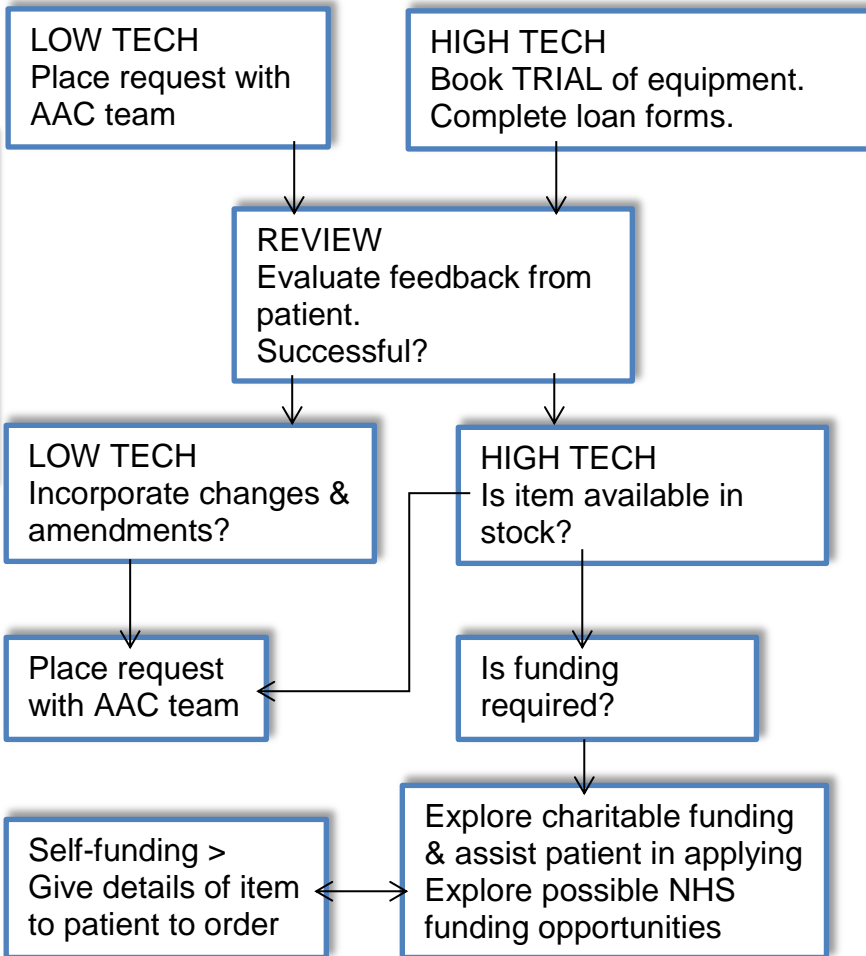 LOW TECH
Place request with
AAC team
HIGH TECH
Book TRIAL of equipment.
Complete loan forms.
REVIEW
Evaluate feedback from
patient.
Successful?
LOW TECH
Incorporate changes &
amendments?
HIGH TECH
Is item available in
stock?
Place request
with AAC team
Is funding
required?
Self-funding >
Give details of item
to patient to order
Explore charitable funding
& assist patient in applying
Explore possible NHS
funding opportunities